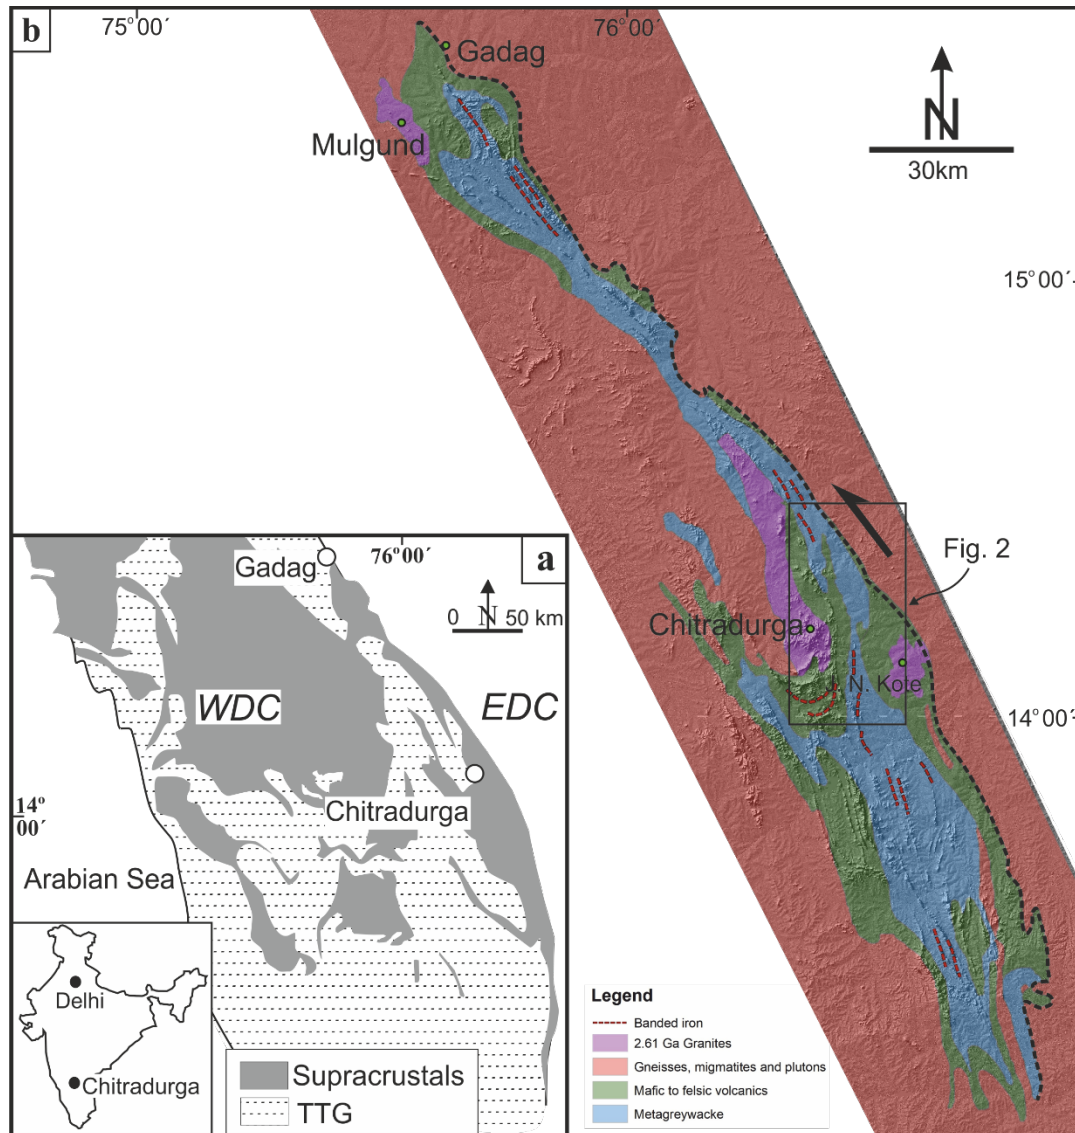 b
75°00´
76°00´
Gadag
Mulgund
N
30km
15°00´
Fig. 2
Chitradurga
N. Kote
14°00´
a
76°00´
Gadag
0 N 50 km
WDC
EDC
Chitradurga
14°
00´
Arabian Sea
Delhi
Chitradurga
Supracrustals
TTG
Legend
Banded iron
2.61 Ga Granites
Gneisses, migmatites and plutons
Mafic to felsic volcanics
Metagreywacke